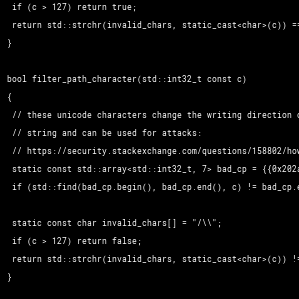 if (c > 127) return true;
return std::strchr(invalid_chars, static_cast<char>(c)) ==
}
bool filter_path_character(std::int32_t const c)
{
// these unicode characters change the writing direction
// string and can be used for attacks:
// https://security.stackexchange.com/questions/158802/how
static const std::array<std::int32_t, 7> bad_cp = {{0x202a
if (std::find(bad_cp.begin(), bad_cp.end(), c) != bad_cp.e
static const char invalid_chars[] = "/\\";
if (c > 127) return false;
return std::strchr(invalid_chars, static_cast<char>(c)) !=
}